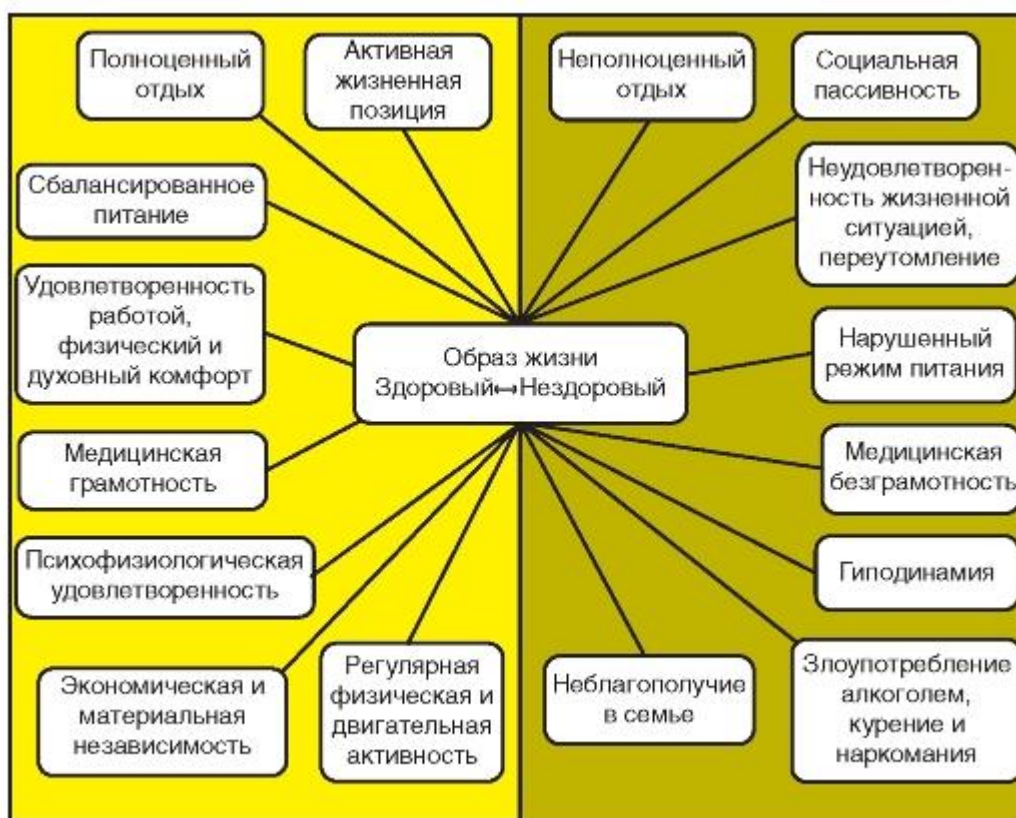 Полноценный
отдых
Активная
жизненная
позиция
Неполноценный
отдых
Социальная
пассивность
Сбалансированное
питание
Неудовлетворен-
ность жизненной
ситуацией,
переутомление
Удовлетворенность
работой,
физический и
духовный комфорт
Образ жизни
Здоровый↔Нездоровый
Нарушенный
режим питания
Медицинская
грамотность
Медицинская
безграмотность
Психофизиологическая
удовлетворенность
Гиподинамия
Экономическая и
материальная
независимость
Регулярная
физическая и
двигательная
активность
Неблагополучие
в семье
Злоупотребление
алкоголем,
курение и
наркомания